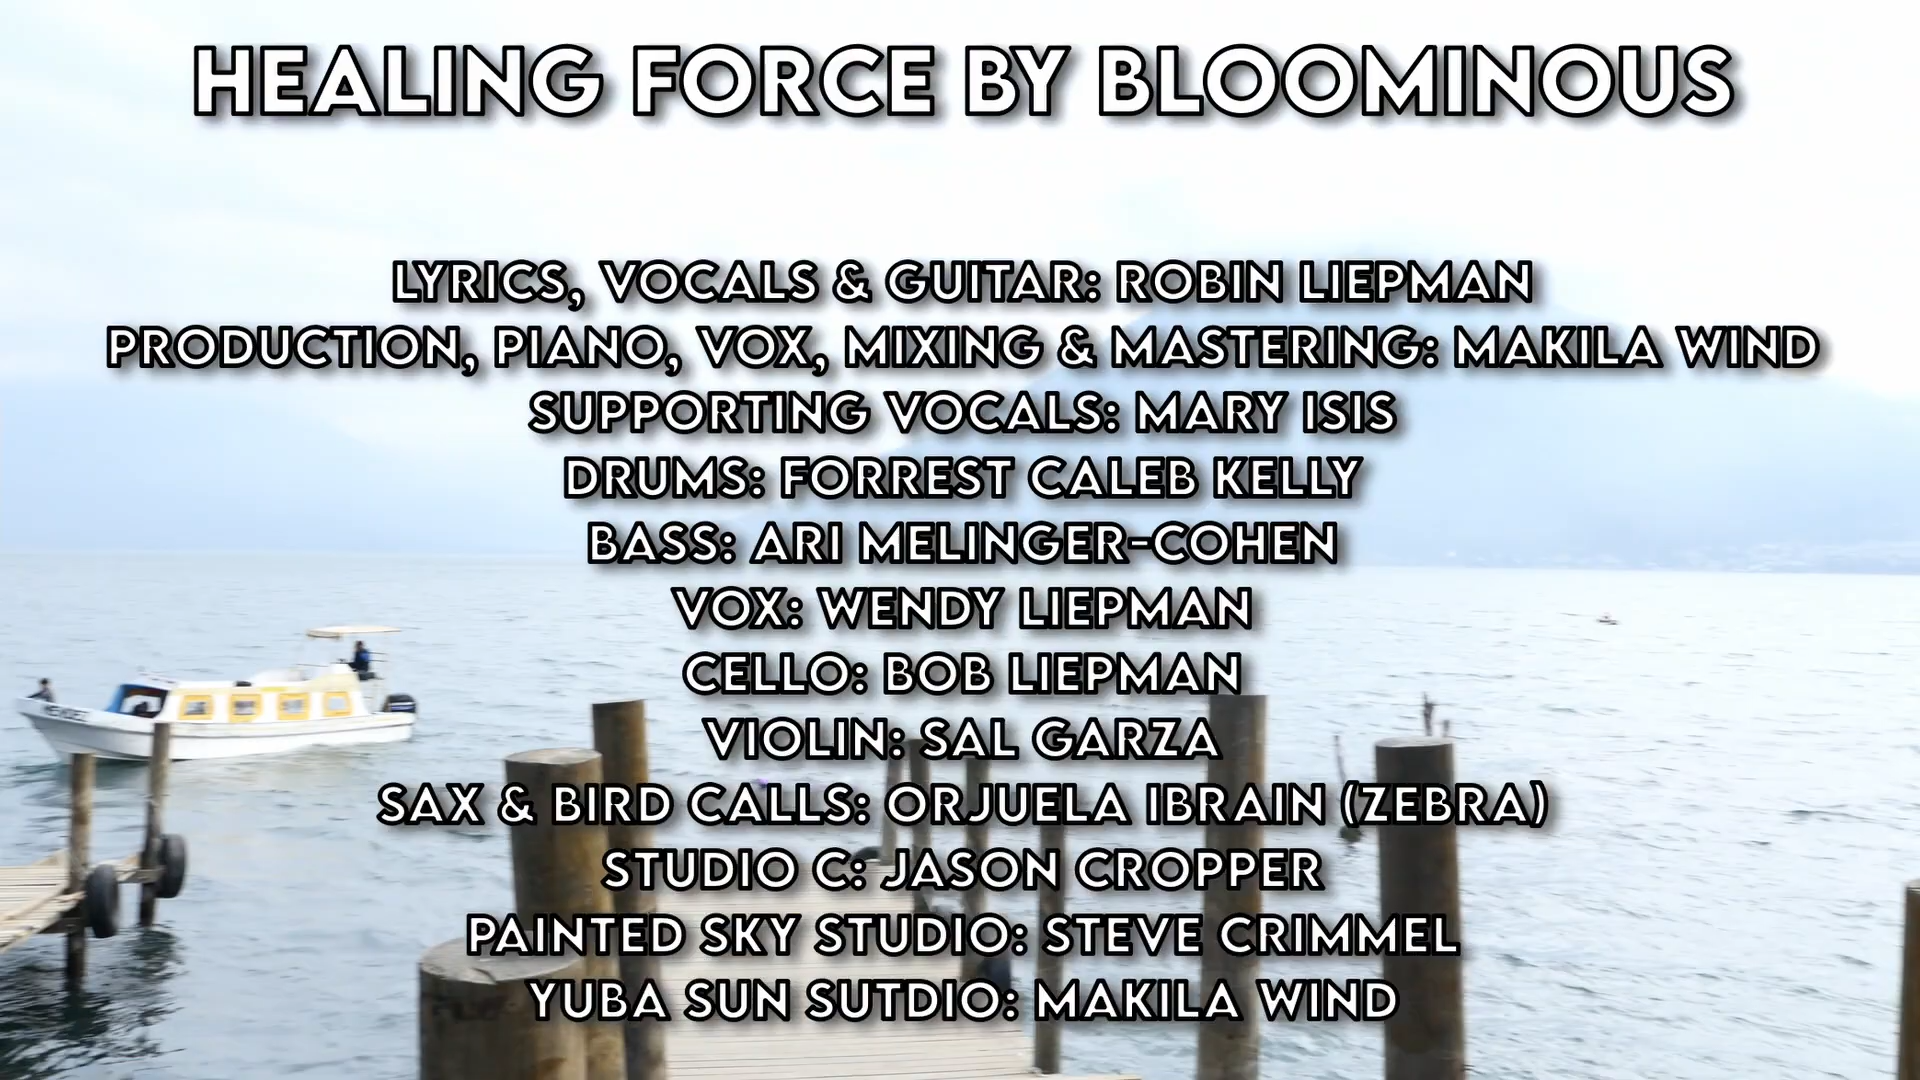 HEALING FORCE BY BLOOMINOUS
LYRICS, VOCALS & GUITAR: ROBIN LIEPMAN
PRODUCTION, PIANO, VOX, MIXING & MASTERING: MAKILA WIND
SUPPORTING VOCALS: MARY ISIS
DRUMS: FORREST CALEB KELLY
BASS: ARI MELINGER-COHEN
VOX: WENDY LIEPMAN
CELLO: BOB LIEPMAN
VIOLIN: SAL GARZA
SAX & BIRD CALLS: ORJUELA IBRAIN (ZEBRA)
STUDIO C: JASON CROPPER
PAINTED SKY STUDIO: STEVE CRIMMEL
YUBA SUN SUTDIO: MAKILA WIND